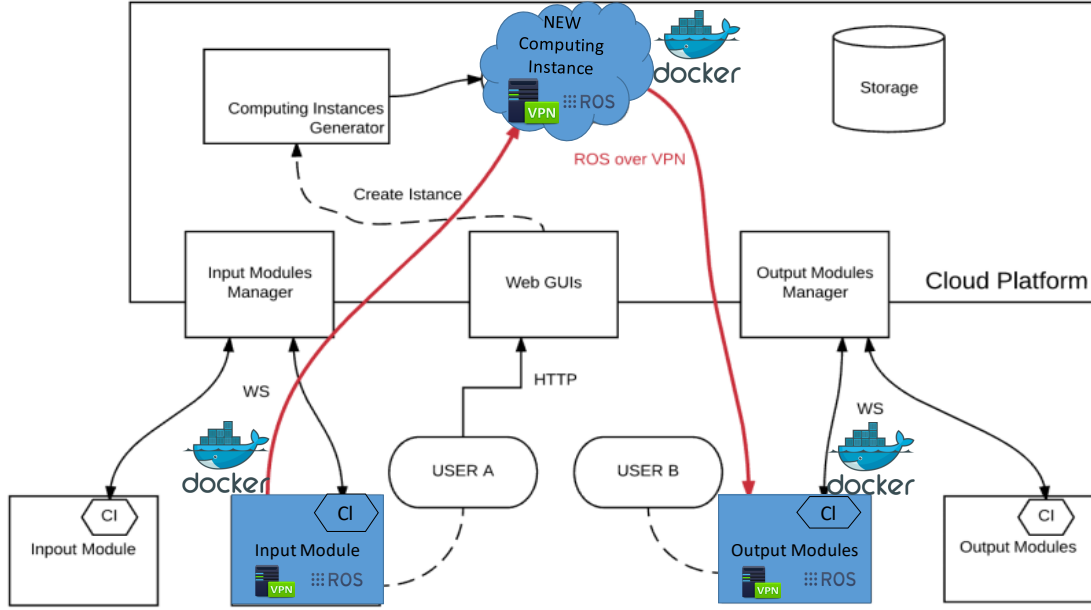 NEW
Computing
Instance
VPN
ROS
docker
Computing Instances
Generator
Storage
ROS over VPN
Create Istance
Input Modules
Manager
Web GUIs
Output Modules
Manager
Cloud Platform
WS
HTTP
WS
docker
USER A
USER B
docker
CI
Inpout Module
CI
Input Module
VPN
ROS
CI
Output Modules
VPN
ROS
CI
Output Modules